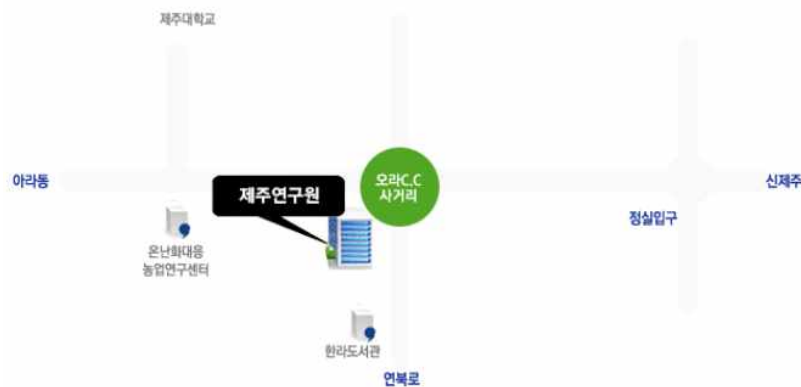 제주대학교
아라동
제주연구원
오라C.C
사거리
신제주
정실입구
온난화대응
농업연구센터
한라도서관
연북로